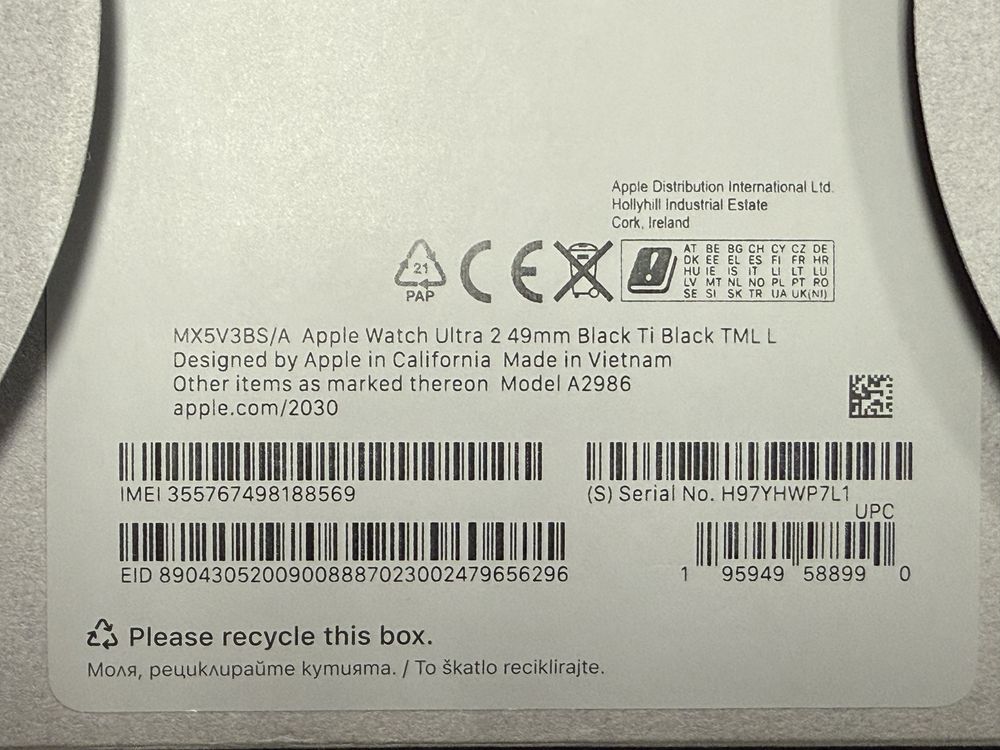 Apple Distribution International Ltd.
Hollyhill Industrial Estate
Cork, Ireland
21
PAP
CE
AT BE BG CH CY CZ DE
DK EE EL ES FI FR HR
HU IE IS IT LI LT LU
LV MT NL NO PL PT RO
SE SI SK TR UA UK(NI)
MX5V3BS/A Apple Watch Ultra 2 49mm Black Ti Black TML L
Designed by Apple in California Made in Vietnam
Other items as marked thereon Model A2986
apple.com/2030
IMEI 355767498188569
(S) Serial No. H97YHWP7L1
UPC
EID 89043052009008887023002479656296
1 95949 58899 0
Please recycle this box.
Моля, рециклирайте кутията. / To škatlo reciklirajte.